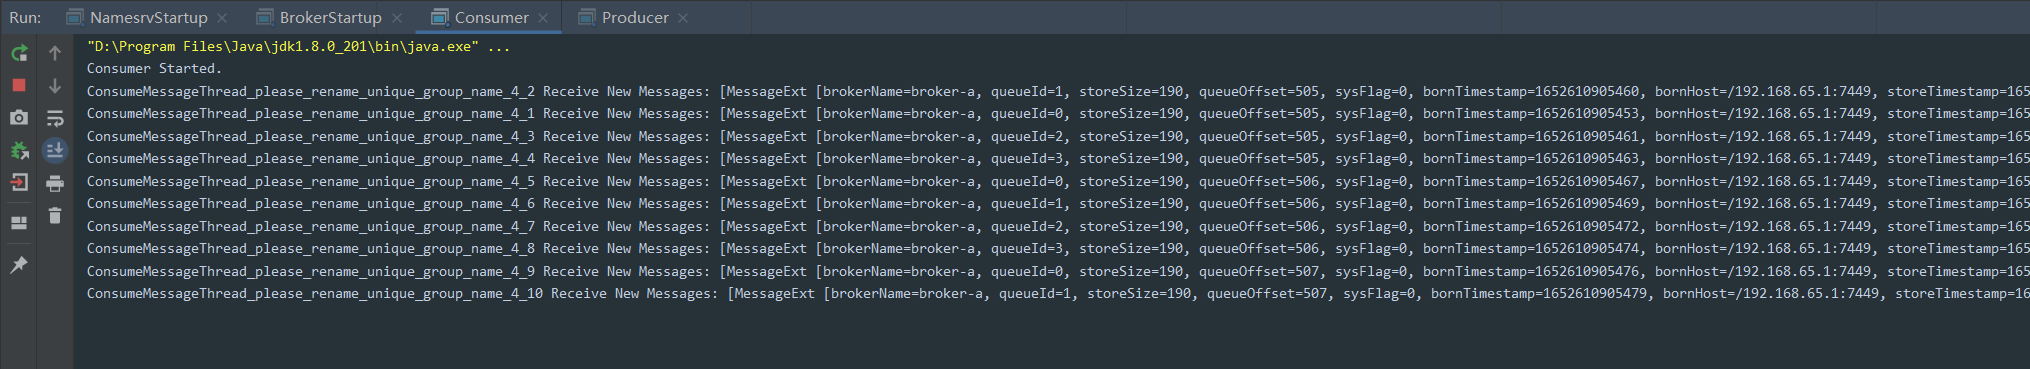 Run: NamesrvStartup BrokerStartup Consumer Producer
"D:\Program Files\Java\jdk1.8.0_201\bin\java.exe" ...
Consumer Started.
ConsumeMessageThread_please_rename_unique_group_name_4_2 Receive New Messages: [MessageExt [brokerName=broker-a, queueId=1, storeSize=190, queueOffset=505, sysFlag=0, bornTimestamp=1652610905460, bornHost=/192.168.65.1:7449, storeTimestamp=165
ConsumeMessageThread_please_rename_unique_group_name_4_1 Receive New Messages: [MessageExt [brokerName=broker-a, queueId=0, storeSize=190, queueOffset=505, sysFlag=0, bornTimestamp=1652610905453, bornHost=/192.168.65.1:7449, storeTimestamp=165
ConsumeMessageThread_please_rename_unique_group_name_4_3 Receive New Messages: [MessageExt [brokerName=broker-a, queueId=2, storeSize=190, queueOffset=505, sysFlag=0, bornTimestamp=1652610905461, bornHost=/192.168.65.1:7449, storeTimestamp=165
ConsumeMessageThread_please_rename_unique_group_name_4_4 Receive New Messages: [MessageExt [brokerName=broker-a, queueId=3, storeSize=190, queueOffset=505, sysFlag=0, bornTimestamp=1652610905463, bornHost=/192.168.65.1:7449, storeTimestamp=165
ConsumeMessageThread_please_rename_unique_group_name_4_5 Receive New Messages: [MessageExt [brokerName=broker-a, queueId=0, storeSize=190, queueOffset=506, sysFlag=0, bornTimestamp=1652610905467, bornHost=/192.168.65.1:7449, storeTimestamp=165
ConsumeMessageThread_please_rename_unique_group_name_4_6 Receive New Messages: [MessageExt [brokerName=broker-a, queueId=1, storeSize=190, queueOffset=506, sysFlag=0, bornTimestamp=1652610905469, bornHost=/192.168.65.1:7449, storeTimestamp=165
ConsumeMessageThread_please_rename_unique_group_name_4_7 Receive New Messages: [MessageExt [brokerName=broker-a, queueId=2, storeSize=190, queueOffset=506, sysFlag=0, bornTimestamp=1652610905472, bornHost=/192.168.65.1:7449, storeTimestamp=165
ConsumeMessageThread_please_rename_unique_group_name_4_8 Receive New Messages: [MessageExt [brokerName=broker-a, queueId=3, storeSize=190, queueOffset=506, sysFlag=0, bornTimestamp=1652610905474, bornHost=/192.168.65.1:7449, storeTimestamp=165
ConsumeMessageThread_please_rename_unique_group_name_4_9 Receive New Messages: [MessageExt [brokerName=broker-a, queueId=0, storeSize=190, queueOffset=507, sysFlag=0, bornTimestamp=1652610905476, bornHost=/192.168.65.1:7449, storeTimestamp=165
ConsumeMessageThread_please_rename_unique_group_name_4_10 Receive New Messages: [MessageExt [brokerName=broker-a, queueId=1, storeSize=190, queueOffset=507, sysFlag=0, bornTimestamp=1652610905479, bornHost=/192.168.65.1:7449, storeTimestamp=16